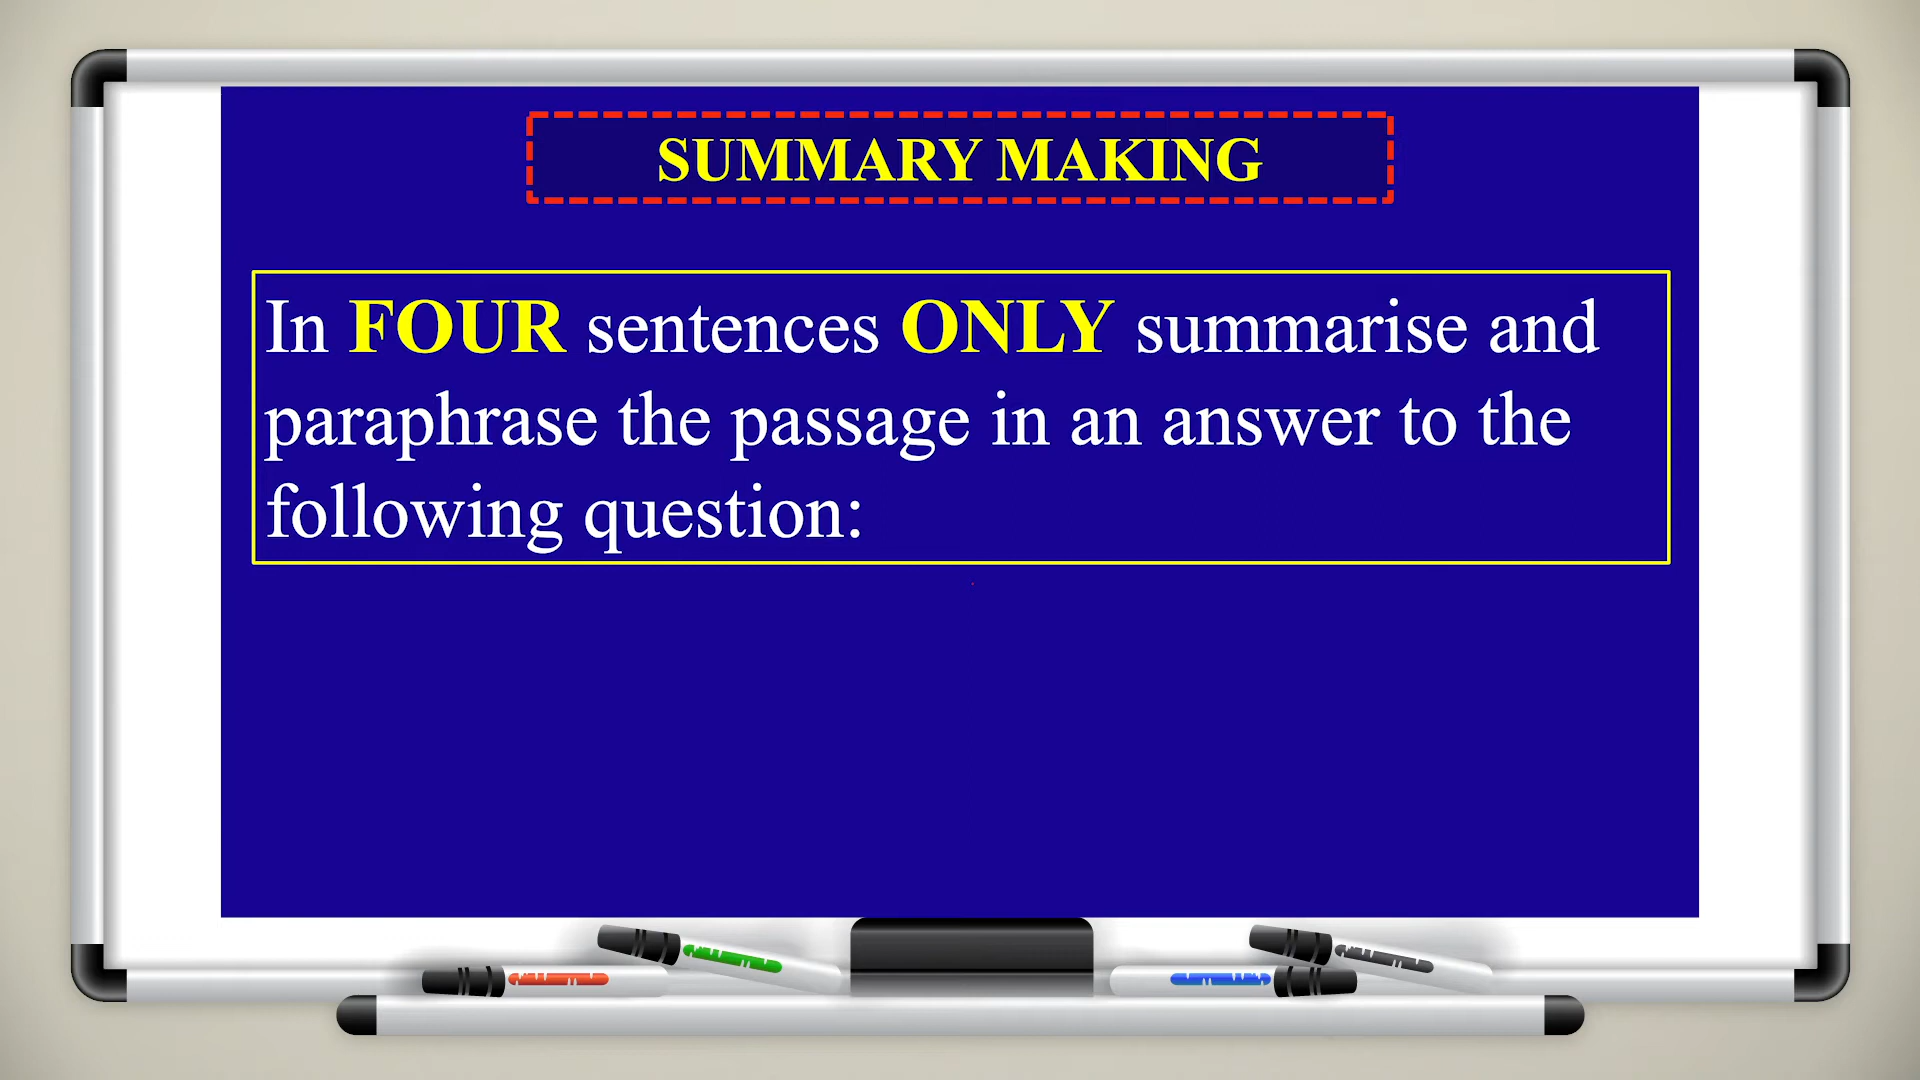 SUMMARY MAKING
In FOUR sentences ONLY summarise and
paraphrase the passage in an answer to the
following question: